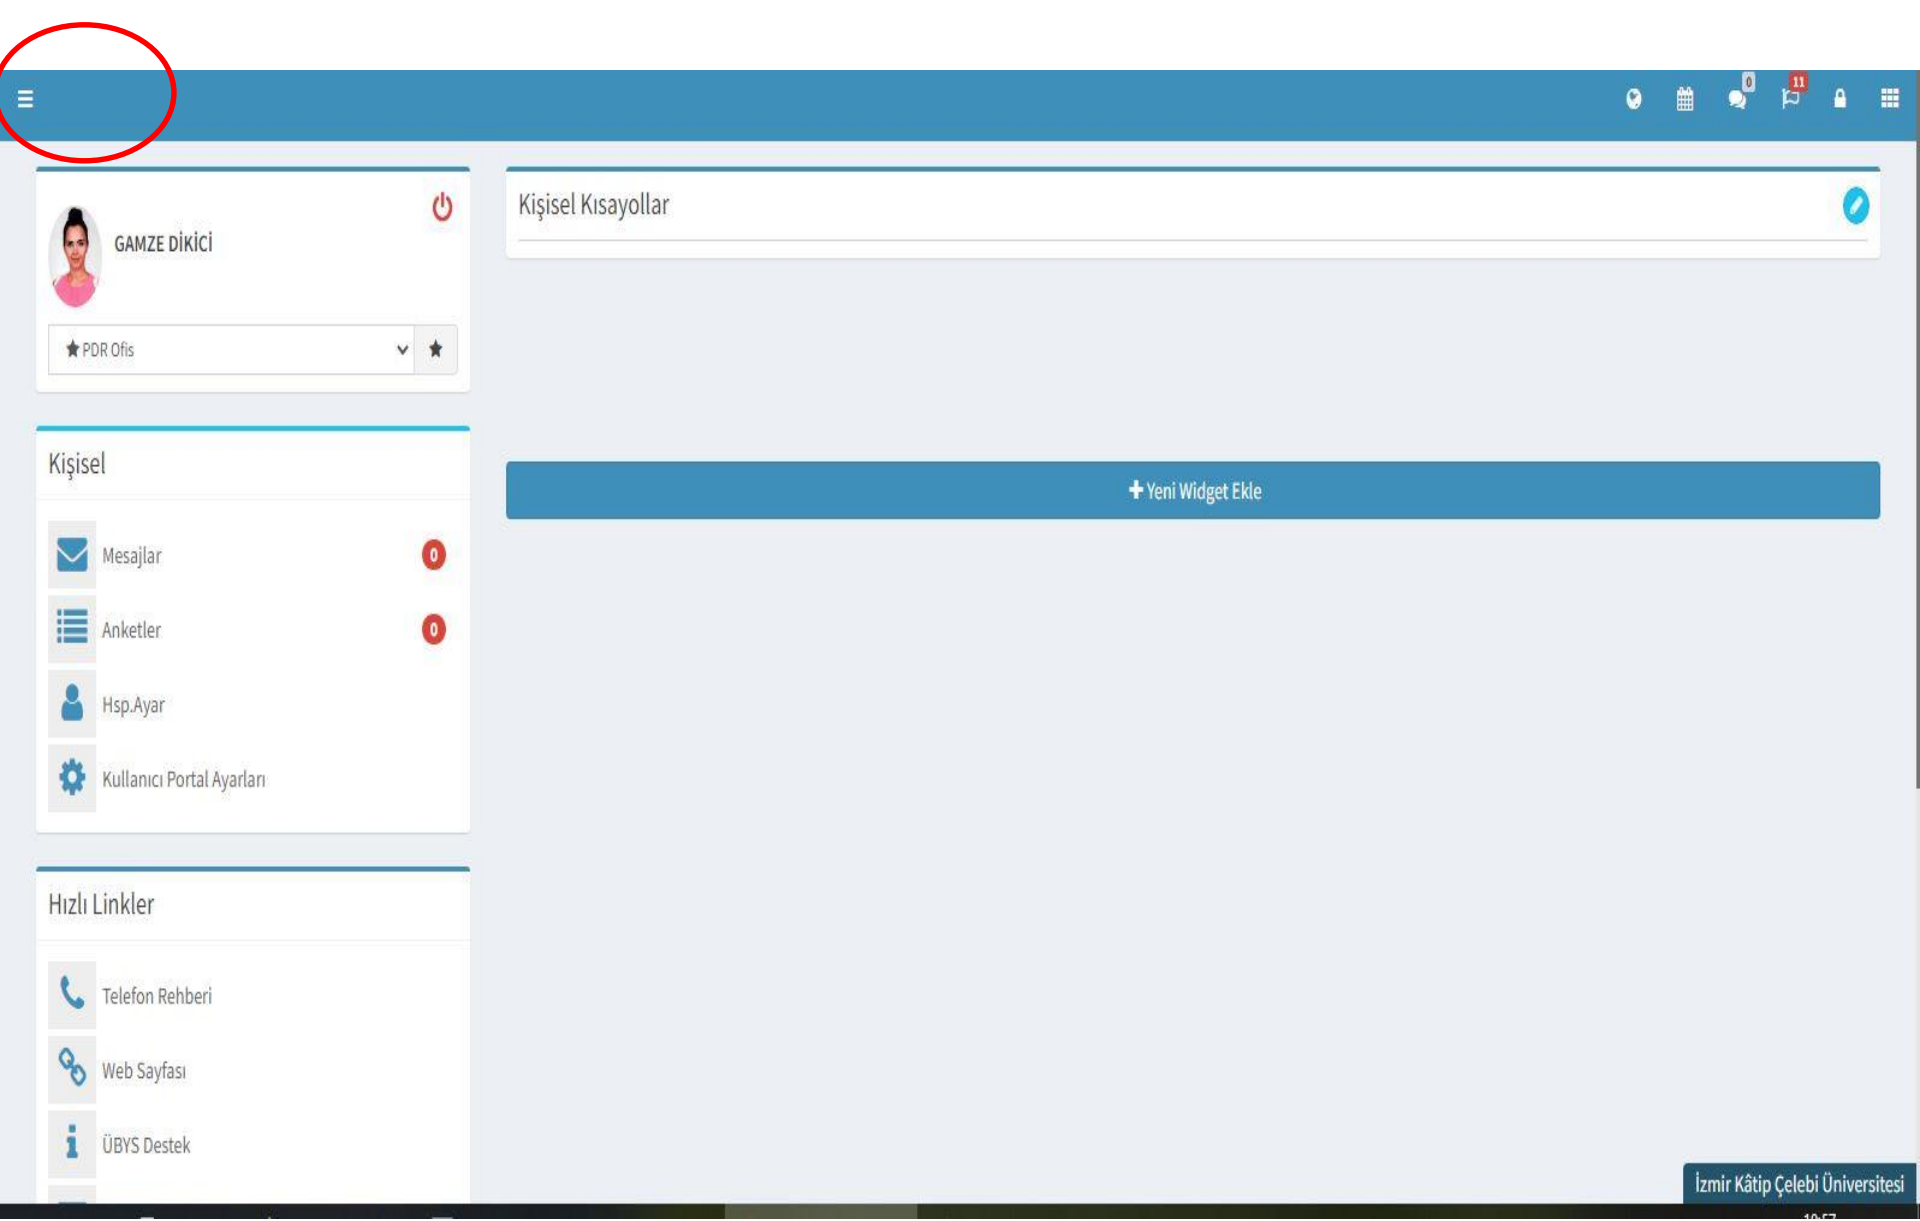 0
11
GAMZE DİKİCİ
PDR Ofis
Kişisel Kısayollar
Yeni Widget Ekle
Kişisel
Mesajlar
0
Anketler
0
Hsp.Ayar
Kullanıcı Portal Ayarları
Hızlı Linkler
Telefon Rehberi
Web Sayfası
ÜBYS Destek
İzmir Kâtip Çelebi Üniversitesi